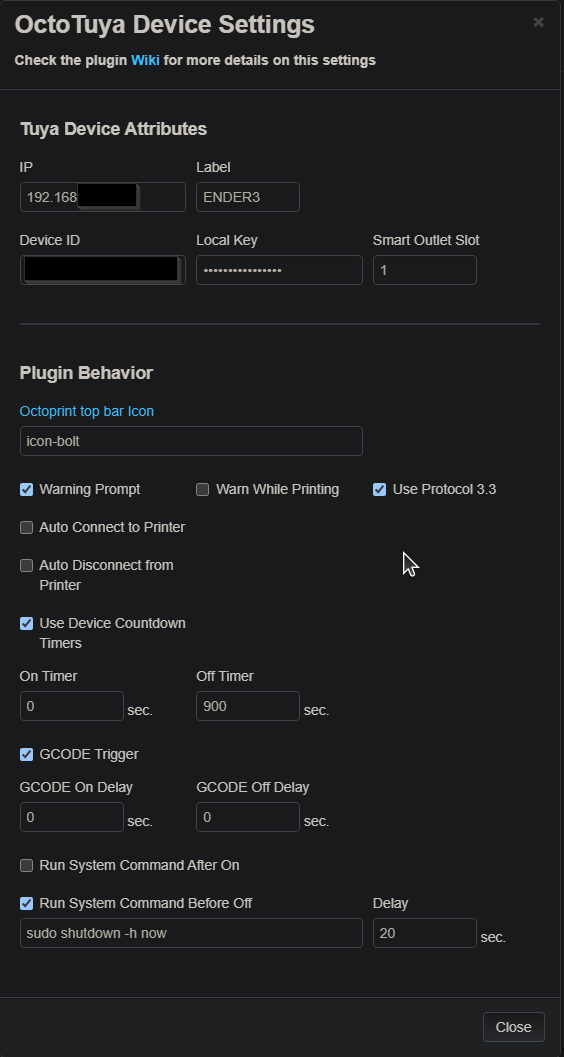 OctoTuya Device Settings
Check the plugin Wiki for more details on this settings
Tuya Device Attributes
IP Label
192.168 ENDER3
Device ID Local Key Smart Outlet Slot
•••••••••••••••• 1
Plugin Behavior
Octoprint top bar Icon
icon-bolt
Warning Prompt Warn While Printing Use Protocol 3.3
Auto Connect to Printer
Auto Disconnect from
Printer
Use Device Countdown
Timers
On Timer Off Timer
0 sec. 900 sec.
GCODE Trigger
GCODE On Delay GCODE Off Delay
0 sec. 0 sec.
Run System Command After On
Run System Command Before Off Delay
sudo shutdown -h now 20 sec.
Close